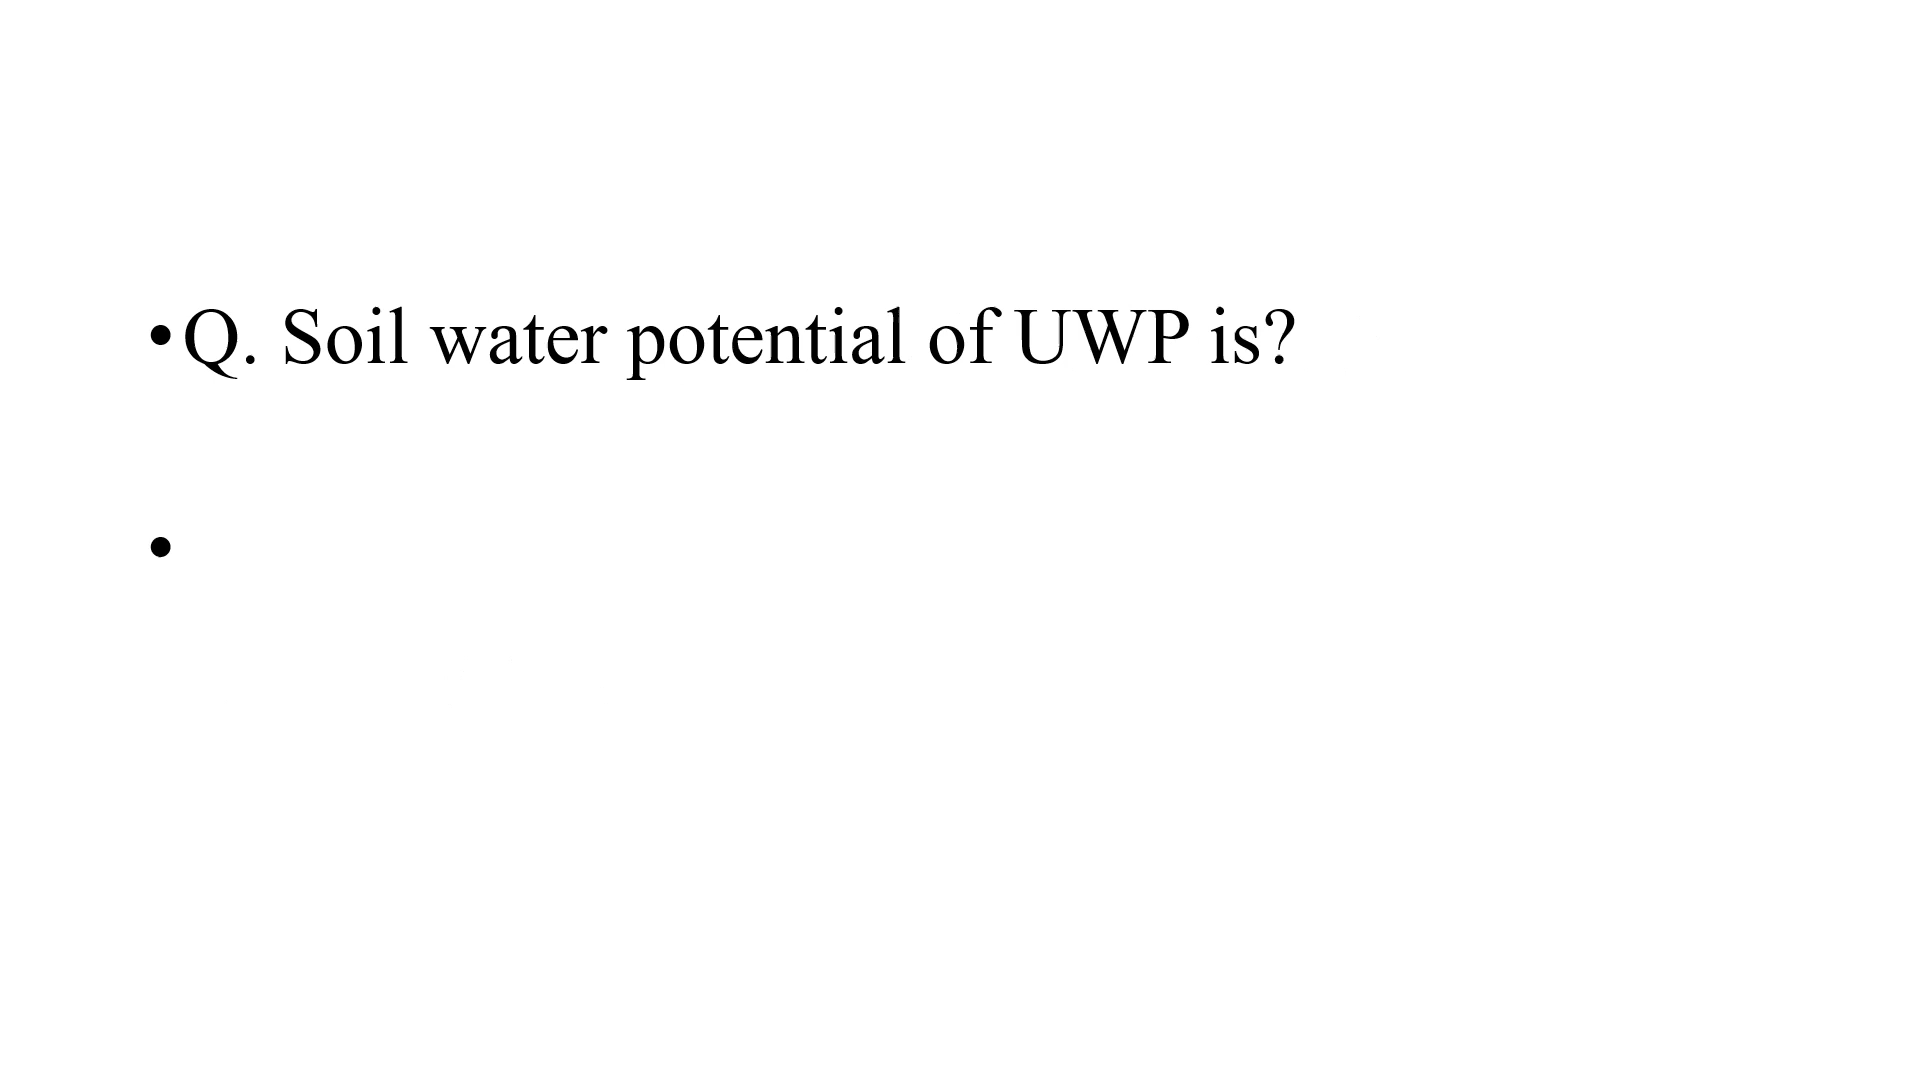 • Q. Soil water potential of UWP is?
•